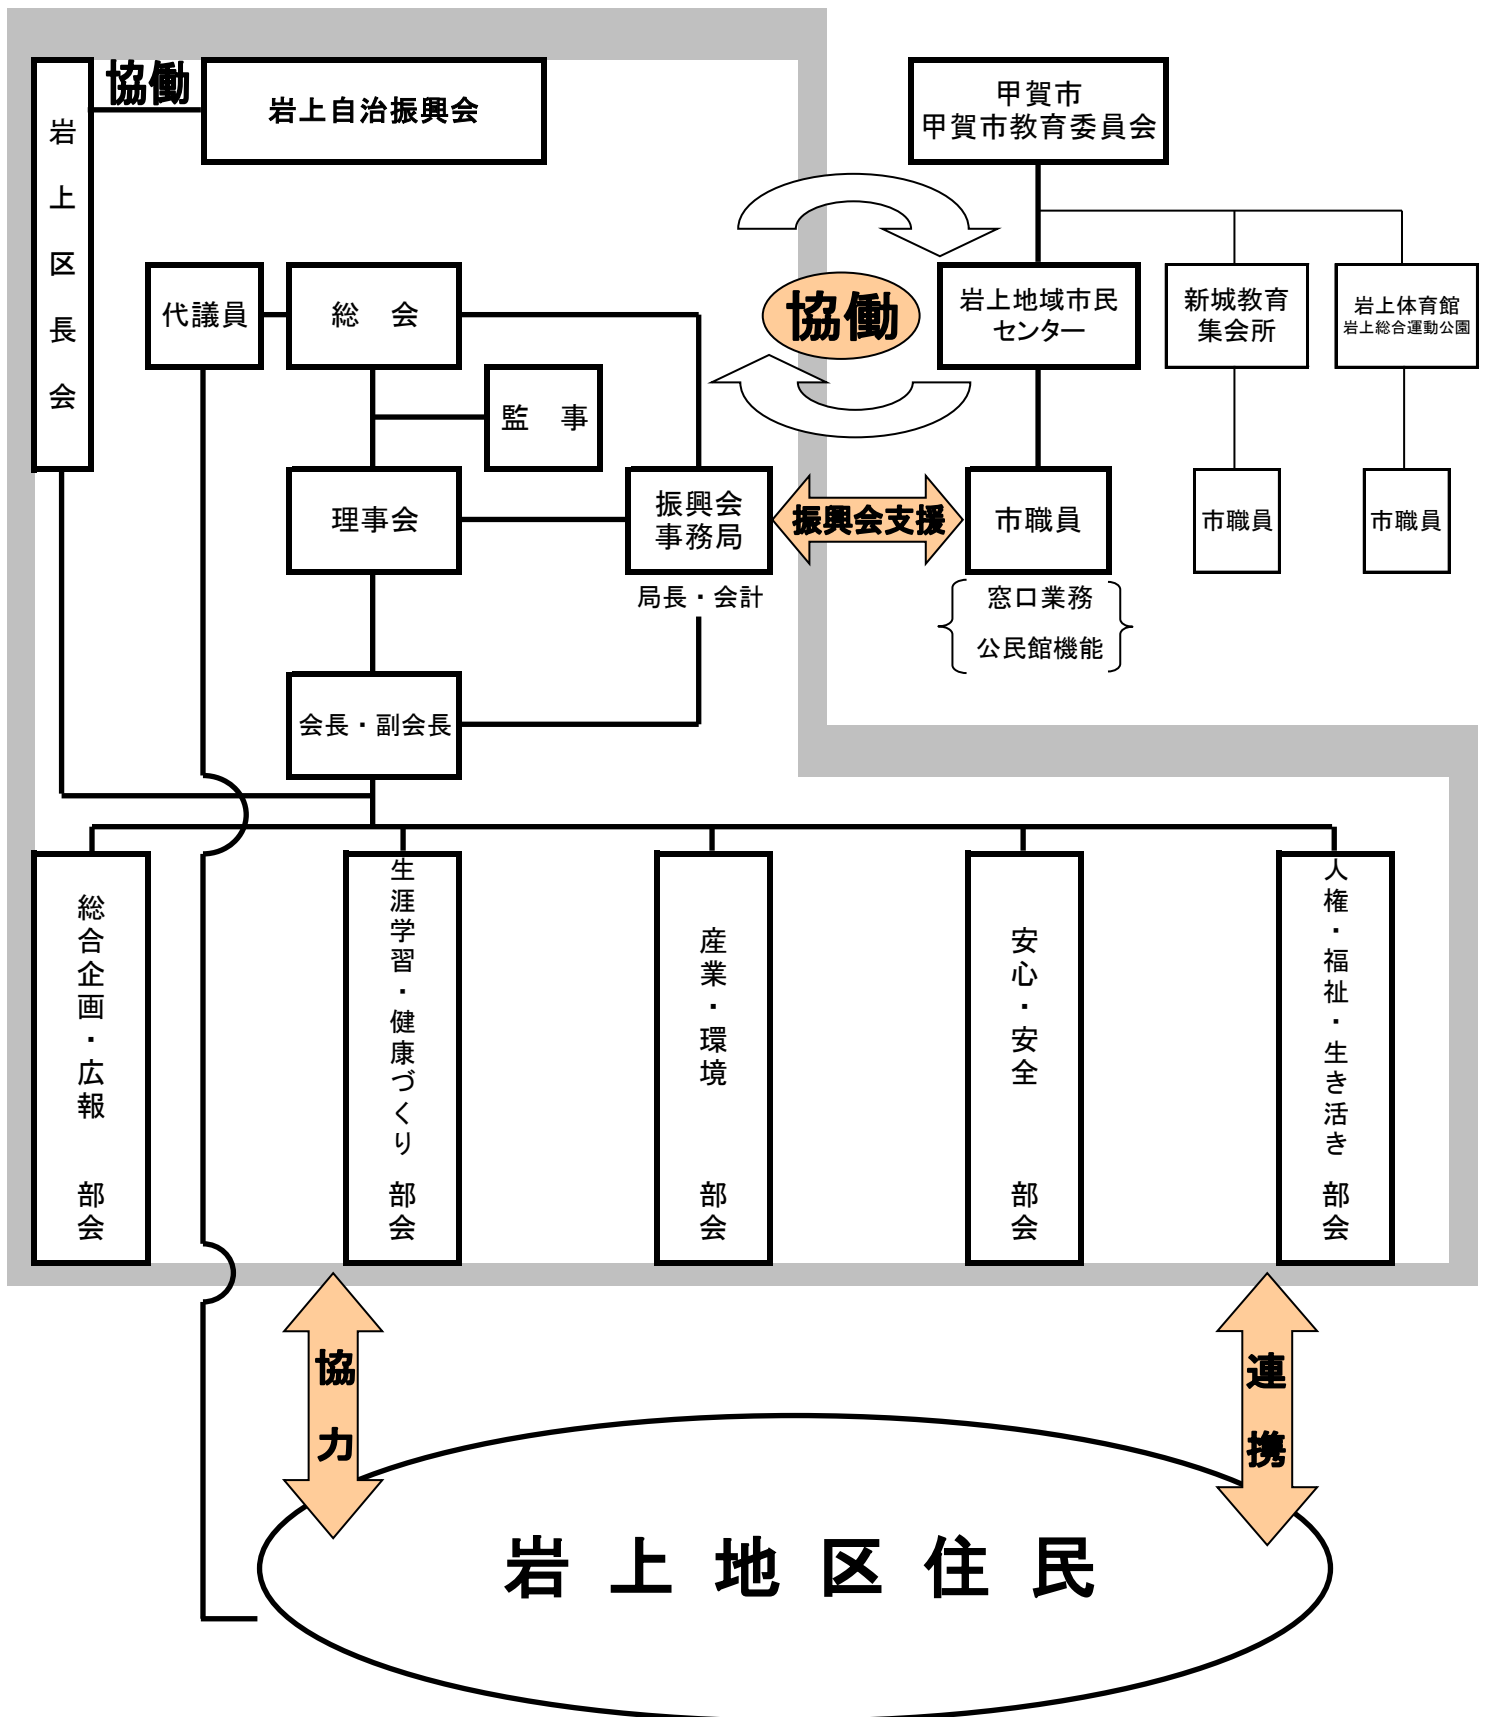 協働
岩上自治振興会
岩上区長会
甲賀市
甲賀市教育委員会
代議員
総　会
協働
岩上地域市民
センター
新城教育
集会所
岩上体育館
岩上総合運動公園
監　事
理事会
振興会
事務局
振興会支援
市職員
市職員
市職員
局長・会計
窓口業務
公民館機能
会長・副会長
総合企画・広報　部会
生涯学習・健康づくり　部会
産業・環境　部会
安心・安全　部会
人権・福祉・生き活き　部会
協力
連携
岩上地区住民